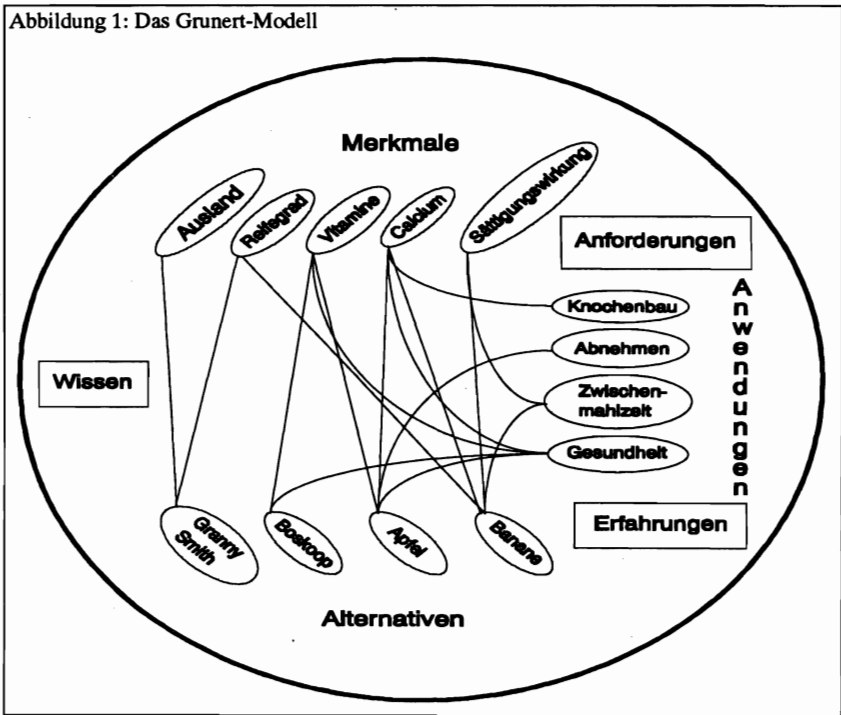 Abbildung 1: Das Grunert-Modell
Merkmale
Ausland
Reifegrad
Vitamine
Calcium
Sättigungswirkung
Anforderungen
Knochenbau
Abnehmen
Zwischen-
mahlzeit
Gesundheit
Anwendungen
Wissen
Erfahrungen
Granny
Smith
Boskoop
Apfel
Banane
Alternativen